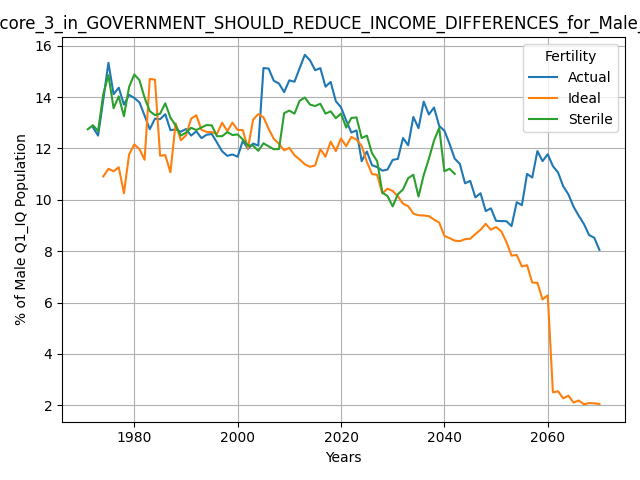 core_3_in_GOVERNMENT_SHOULD_REDUCE_INCOME_DIFFERENCES_for_Male_
16
14
12
10
8
6
4
2
% of Male Q1_IQ Population
Fertility
Actual
Ideal
Sterile
1980
2000
2020
2040
2060
Years